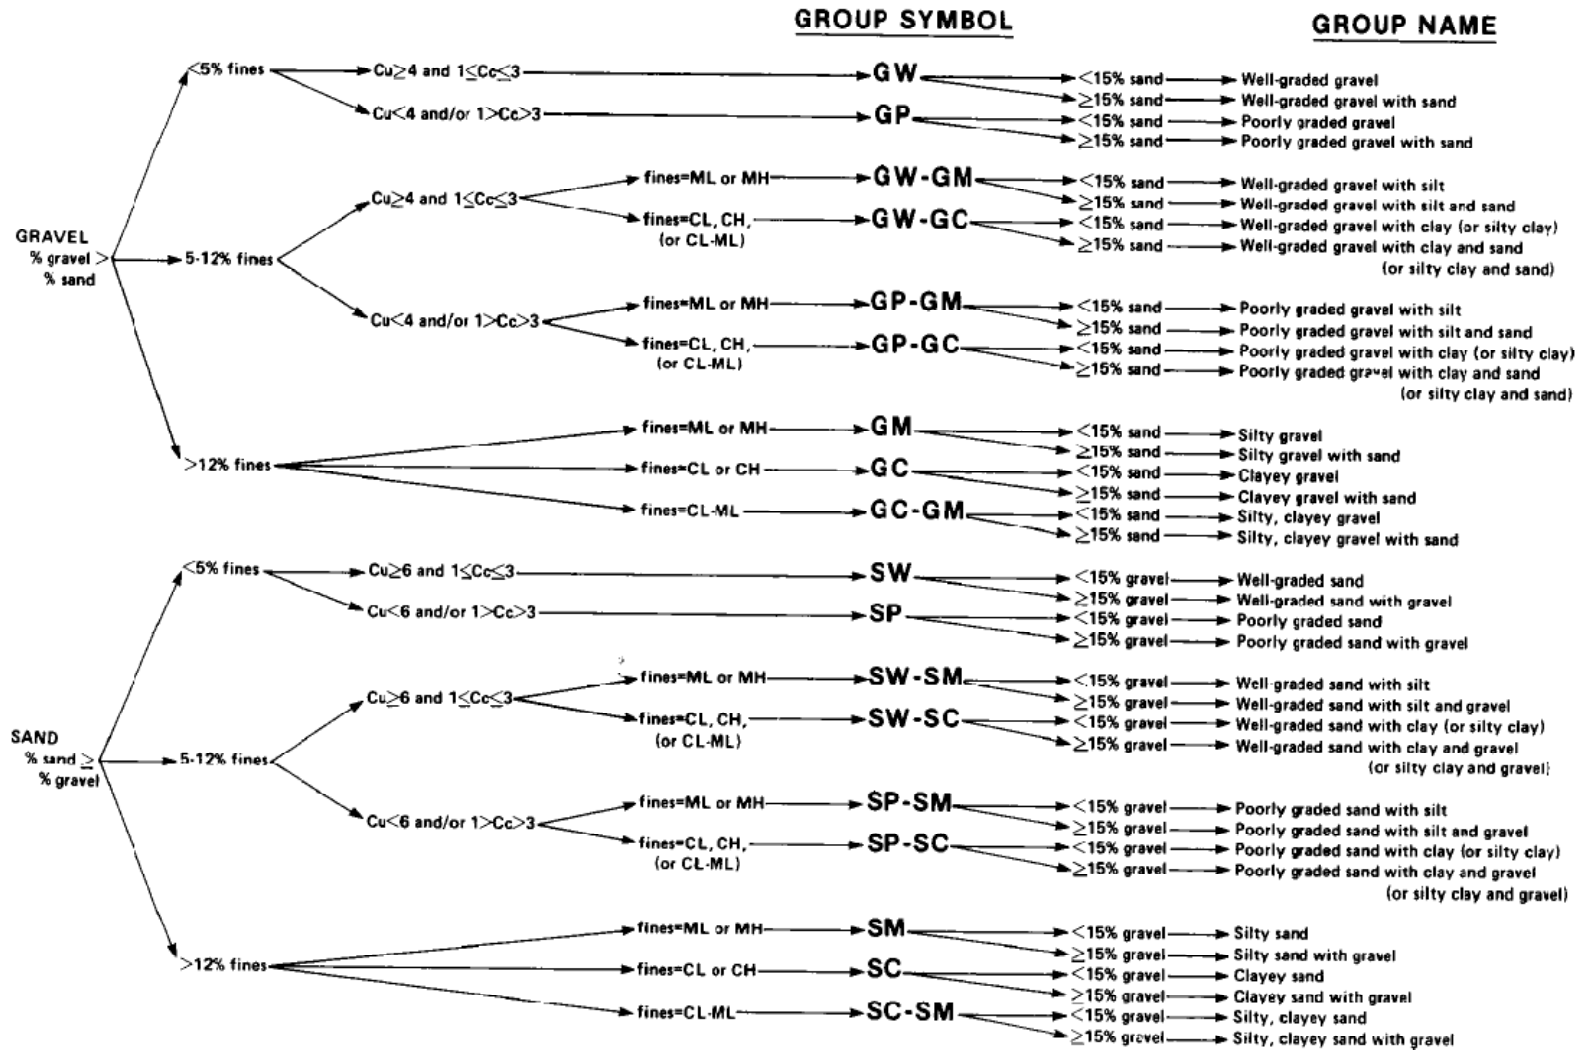 GROUP SYMBOL
GROUP NAME
<5% fines
Cu≥4 and 1≤Cc≤3
GW
<15% sand
Well-graded gravel
≥15% sand
Well-graded gravel with sand
Cu<4 and/or 1>Cc>3
GP
<15% sand
Poorly graded gravel
≥15% sand
Poorly graded gravel with sand
GRAVEL
% gravel >
% sand
5-12% fines
Cu≥4 and 1≤Cc≤3
fines=ML or MH
GW-GM
<15% sand
Well-graded gravel with silt
≥15% sand
Well-graded gravel with silt and sand
fines=CL, CH,
(or CL-ML)
GW-GC
<15% sand
Well-graded gravel with clay (or silty clay)
≥15% sand
Well-graded gravel with clay and sand
(or silty clay and sand)
Cu<4 and/or 1>Cc>3
fines=ML or MH
GP-GM
<15% sand
Poorly graded gravel with silt
≥15% sand
Poorly graded gravel with silt and sand
fines=CL, CH,
(or CL-ML)
GP-GC
<15% sand
Poorly graded gravel with clay (or silty clay)
≥15% sand
Poorly graded gravel with clay and sand
(or silty clay and sand)
>12% fines
fines=ML or MH
GM
<15% sand
Silty gravel
≥15% sand
Silty gravel with sand
fines=CL or CH
GC
<15% sand
Clayey gravel
≥15% sand
Clayey gravel with sand
fines=CL-ML
GC-GM
<15% sand
Silty, clayey gravel
≥15% sand
Silty, clayey gravel with sand
<5% fines
Cu≥6 and 1≤Cc≤3
SW
<15% gravel
Well-graded sand
≥15% gravel
Well-graded sand with gravel
Cu<6 and/or 1>Cc>3
SP
<15% gravel
Poorly graded sand
≥15% gravel
Poorly graded sand with gravel
SAND
% sand ≥
% gravel
5-12% fines
Cu≥6 and 1≤Cc≤3
fines=ML or MH
SW-SM
<15% gravel
Well-graded sand with silt
≥15% gravel
Well-graded sand with silt and gravel
fines=CL, CH,
(or CL-ML)
SW-SC
<15% gravel
Well-graded sand with clay (or silty clay)
≥15% gravel
Well-graded sand with clay and gravel
(or silty clay and gravel)
Cu<6 and/or 1>Cc>3
fines=ML or MH
SP-SM
<15% gravel
Poorly graded sand with silt
≥15% gravel
Poorly graded sand with silt and gravel
fines=CL, CH,
(or CL-ML)
SP-SC
<15% gravel
Poorly graded sand with clay (or silty clay)
≥15% gravel
Poorly graded sand with clay and gravel
(or silty clay and gravel)
>12% fines
fines=ML or MH
SM
<15% gravel
Silty sand
≥15% gravel
Silty sand with gravel
fines=CL or CH
SC
<15% gravel
Clayey sand
≥15% gravel
Clayey sand with gravel
fines=CL-ML
SC-SM
<15% gravel
Silty, clayey sand
≥15% gravel
Silty, clayey sand with gravel